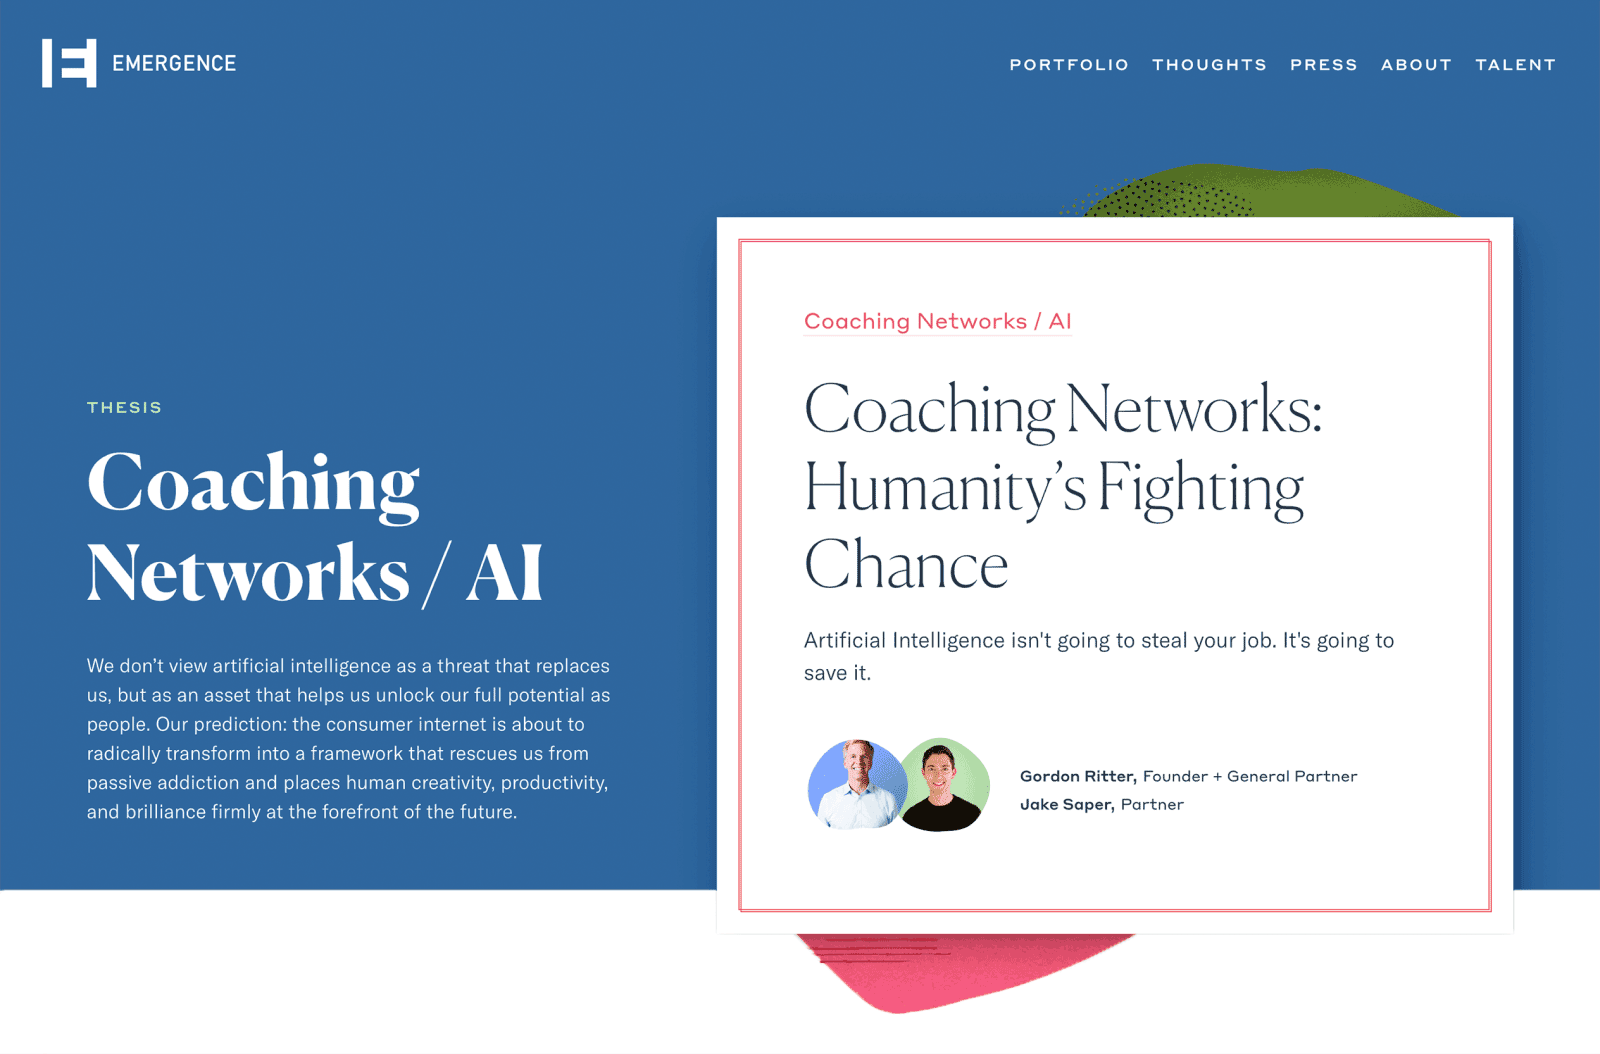 EMERGENCE
PORTFOLIO THOUGHTS PRESS ABOUT TALENT
THESIS
Coaching
Networks / AI
We don’t view artificial intelligence as a threat that replaces
us, but as an asset that helps us unlock our full potential as
people. Our prediction: the consumer internet is about to
radically transform into a framework that rescues us from
passive addiction and places human creativity, productivity,
and brilliance firmly at the forefront of the future.
Coaching Networks / AI
Coaching Networks:
Humanity’s Fighting
Chance
Artificial Intelligence isn't going to steal your job. It's going to
save it.
Gordon Ritter, Founder + General Partner
Jake Saper, Partner